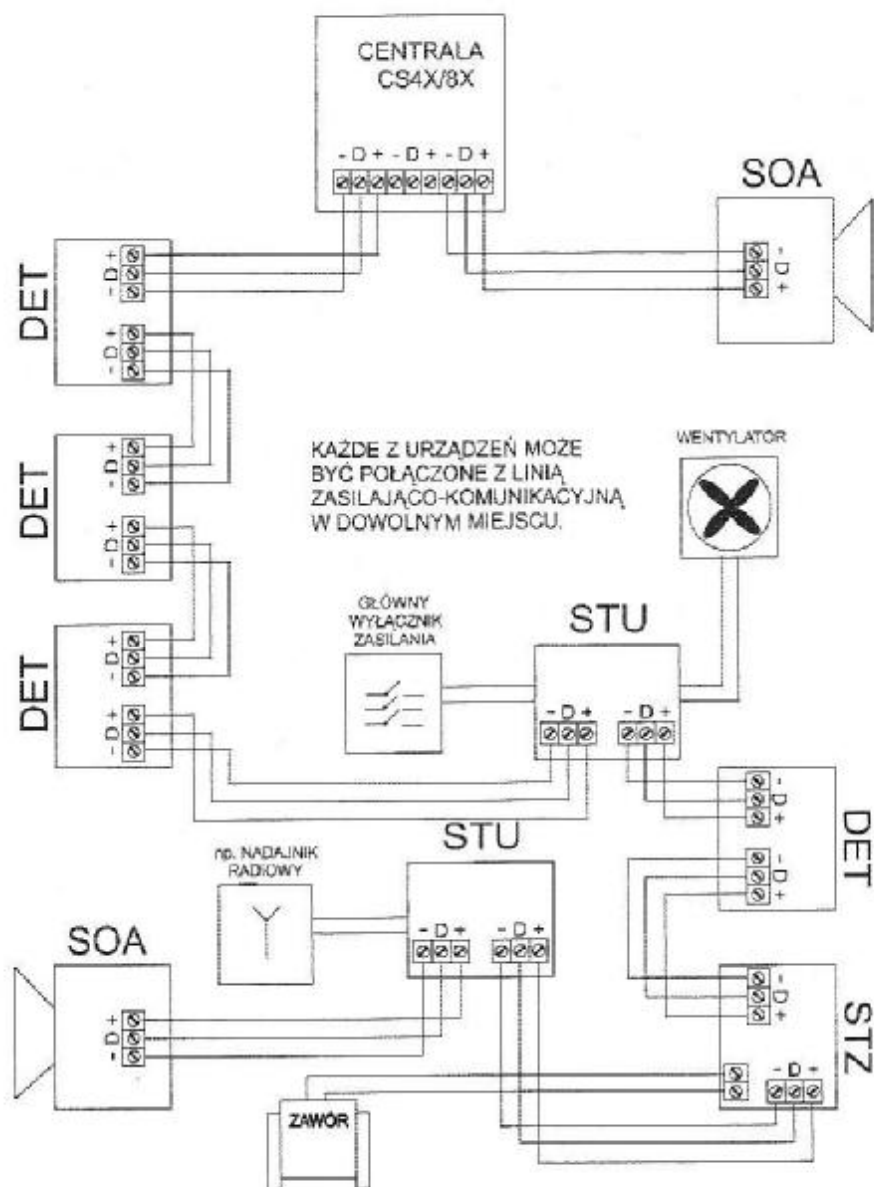 CENTRALA
CS4X/8X
- D + - D + - D +
SOA
-
D
+
DET
+
D
-
+
D
-
DET
+
D
-
+
D
-
DET
+
D
-
+
D
-
KAŻDE Z URZĄDZEŃ MOŻE
BYĆ POŁĄCZONE Z LINIĄ
ZASILAJĄCO-KOMUNIKACYJNĄ
W DOWOLNYM MIEJSCU.
WENTYLATOR
GŁÓWNY
WYŁĄCZNIK
ZASILANIA
STU
- D + - D +
DET
-
D
+
-
D
+
np. NADAJNIK
RADIOWY
STU
- D + - D +
SOA
+
D
-
STZ
-
D
+
- D +
ZAWÓR